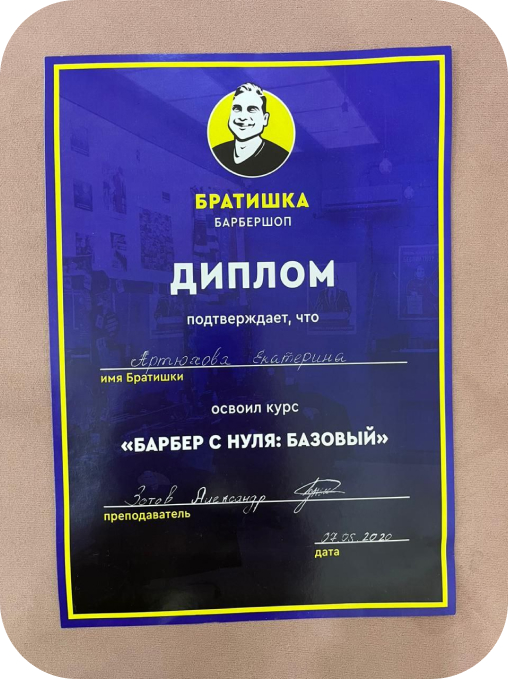 БРАТИШКА
БАРБЕРШОП
ДИПЛОМ
подтверждает, что
Артюхова Екатерина
имя Братишки
освоил курс
«БАРБЕР С НУЛЯ: БАЗОВЫЙ»
Зотов Александр
преподаватель
27.05.2020
дата